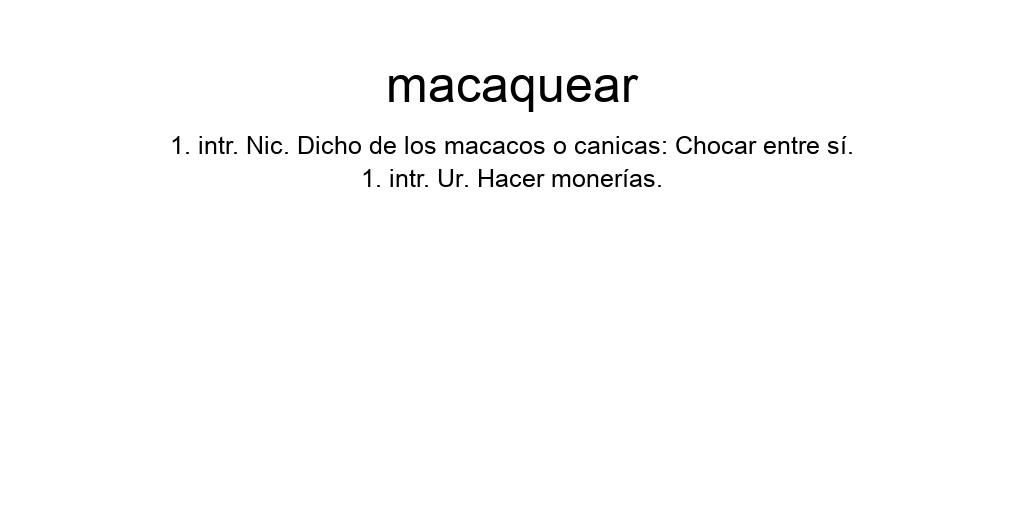 macaquear
1. intr. Nic. Dicho de los macacos o canicas: Chocar entre sí.
1. intr. Ur. Hacer monerías.